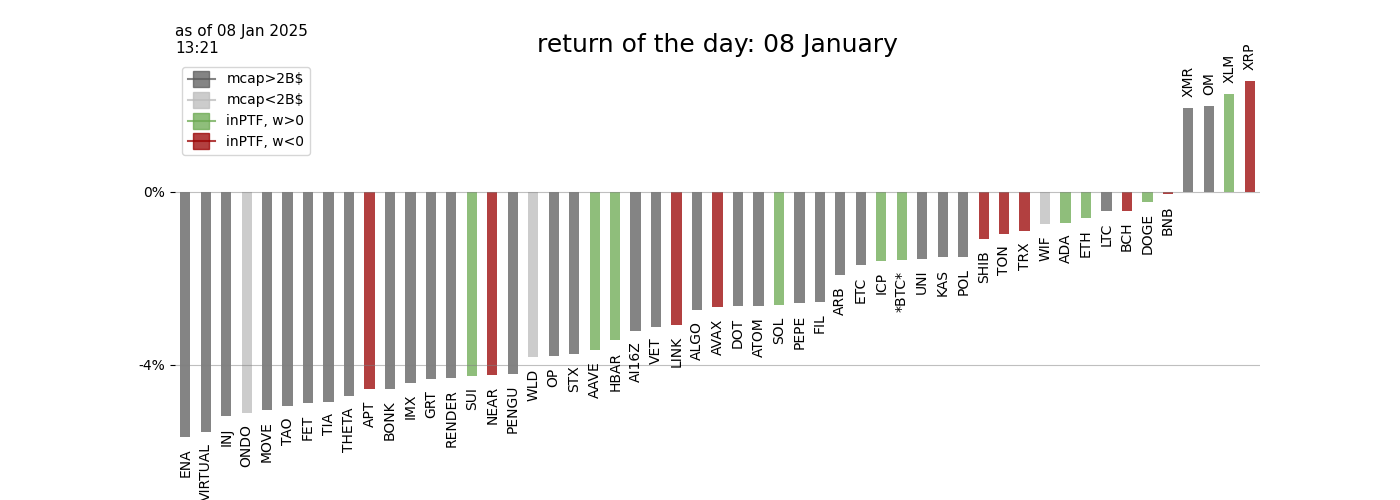 as of 08 Jan 2025
13:21
return of the day: 08 January
mcap>2B$
mcap<2B$
inPTF, w>0
inPTF, w<0
0%
-4%
ENA
VIRTUAL
INJ
ONDO
MOVE
TAO
FET
TIA
THETA
APT
BONK
IMX
GRT
RENDER
SUI
NEAR
PENGU
WLD
OP
STX
AAVE
HBAR
AI16Z
VET
LINK
ALGO
AVAX
DOT
ATOM
SOL
PEPE
FIL
ARB
ETC
ICP
*BTC*
UNI
KAS
POL
SHIB
TON
TRX
WIF
ADA
ETH
LTC
BCH
DOGE
BNB
XMR
OM
XLM
XRP